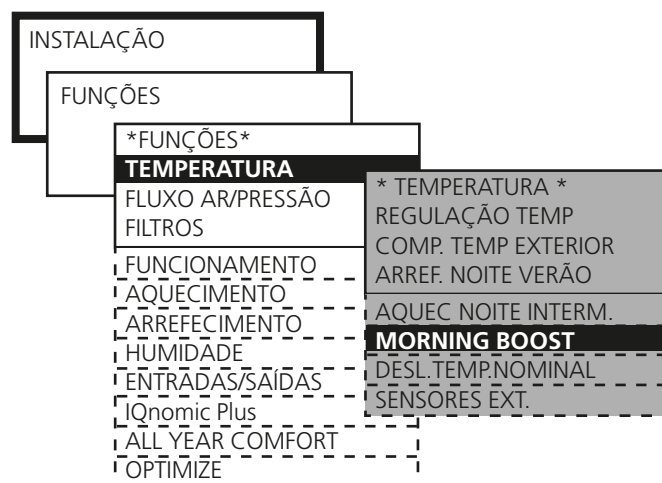 INSTALAÇÃO
FUNÇÕES
*FUNÇÕES*
TEMPERATURA
FLUXO AR/PRESSÃO
FILTROS
FUNCIONAMENTO
AQUECIMENTO
ARREFECIMENTO
HUMIDADE
ENTRADAS/SAÍDAS
IQnomic Plus
ALL YEAR COMFORT
OPTIMIZE
* TEMPERATURA *
REGULAÇÃO TEMP
COMP. TEMP EXTERIOR
ARREF. NOITE VERÃO
AQUEC NOITE INTERM.
MORNING BOOST
DESL.TEMP.NOMINAL
SENSORES EXT.